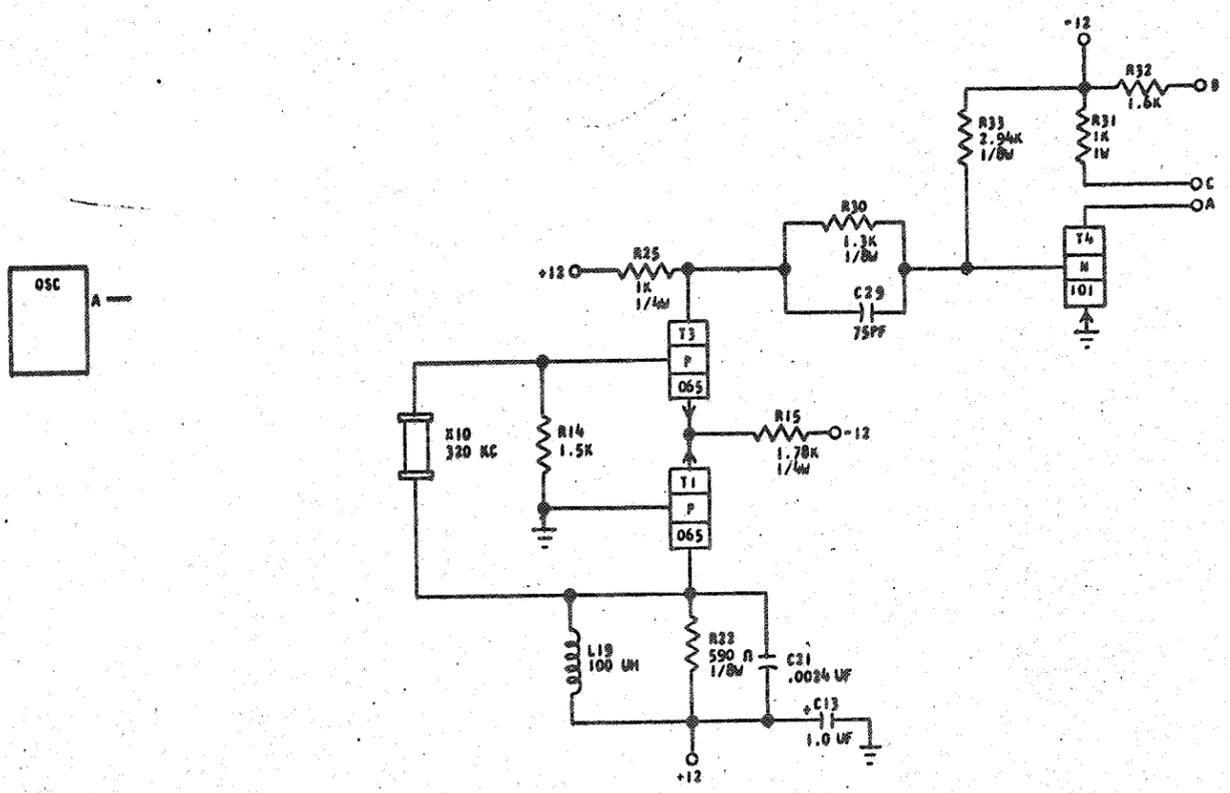 -12
R32
B
1.6K
R33
2.94K
1/8W
R31
1K
1W
C
A
R30
1.3K
1/8W
T4
N
101
R25
+12
1K
1/4W
C29
75PF
OSC
A
T3
P
065
X10
320 KC
R14
1.5K
R15
-12
1.78K
1/4W
T1
P
065
L19
100 UH
R22
590 Ω
1/8W
C21
.0024 UF
+C13
1.0 UF
+12